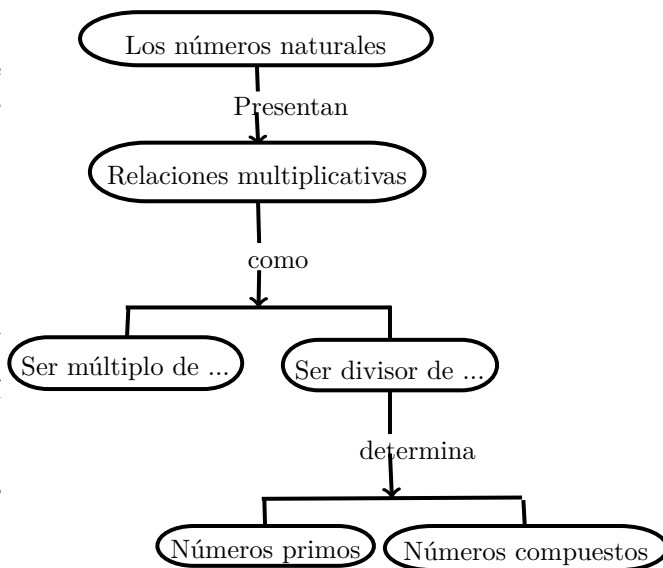 Los números naturales
Presentan
Relaciones multiplicativas
como
Ser múltiplo de ...
Ser divisor de ...
determina
Números primos
Números compuestos